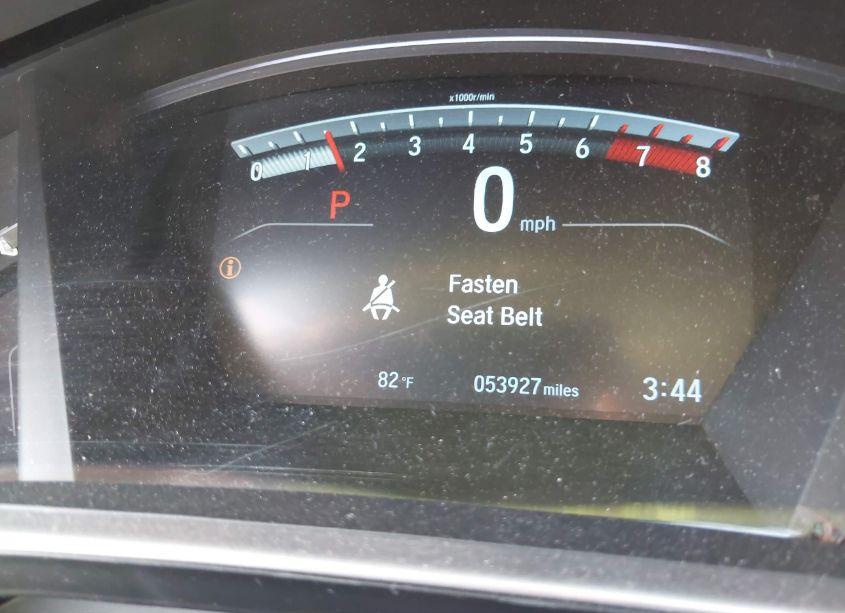 x1000r/min
0 1 2 3 4 5 6 7 8
P
0 mph
i
Fasten
Seat Belt
82°F 053927 miles 3:44